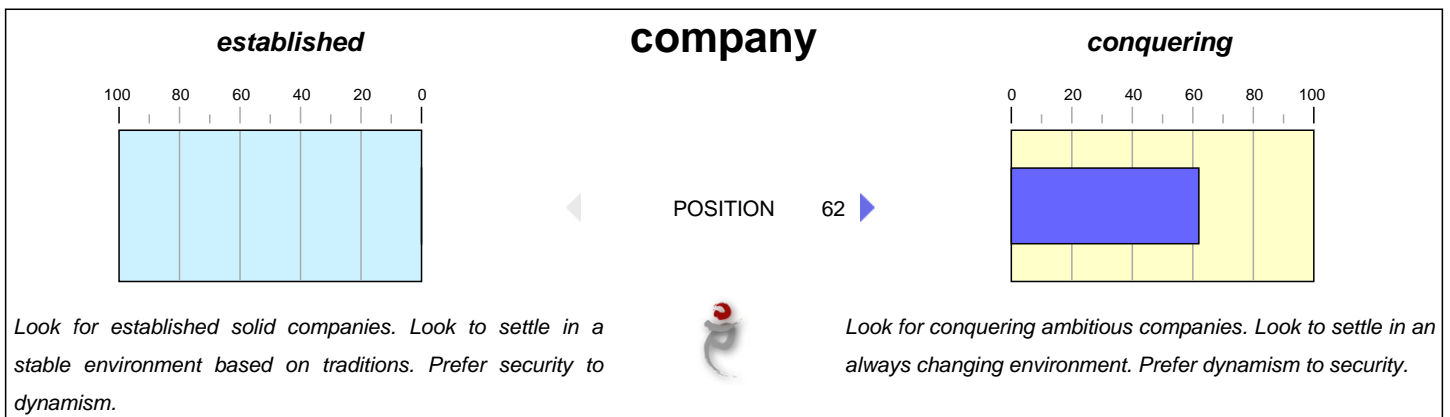 established company conquering
100 80 60 40 20 0 0 20 40 60 80 100
POSITION 62
Look for established solid companies. Look to settle in a
stable environment based on traditions. Prefer security to
dynamism.
Look for conquering ambitious companies. Look to settle in an
always changing environment. Prefer dynamism to security.